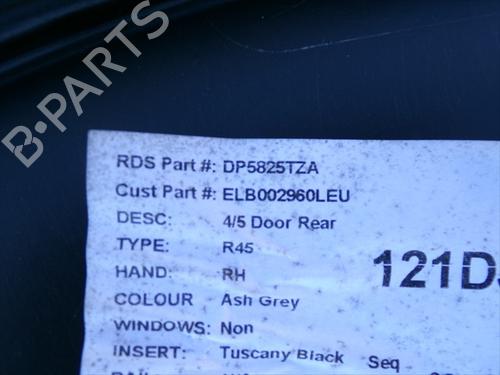 RDS Part #: DP5825TZA
Cust Part #: ELB002960LEU
DESC: 4/5 Door Rear
TYPE: R45
HAND: RH
COLOUR Ash Grey
WINDOWS: Non
INSERT: Tuscany Black Seq
121D
B-PARTS